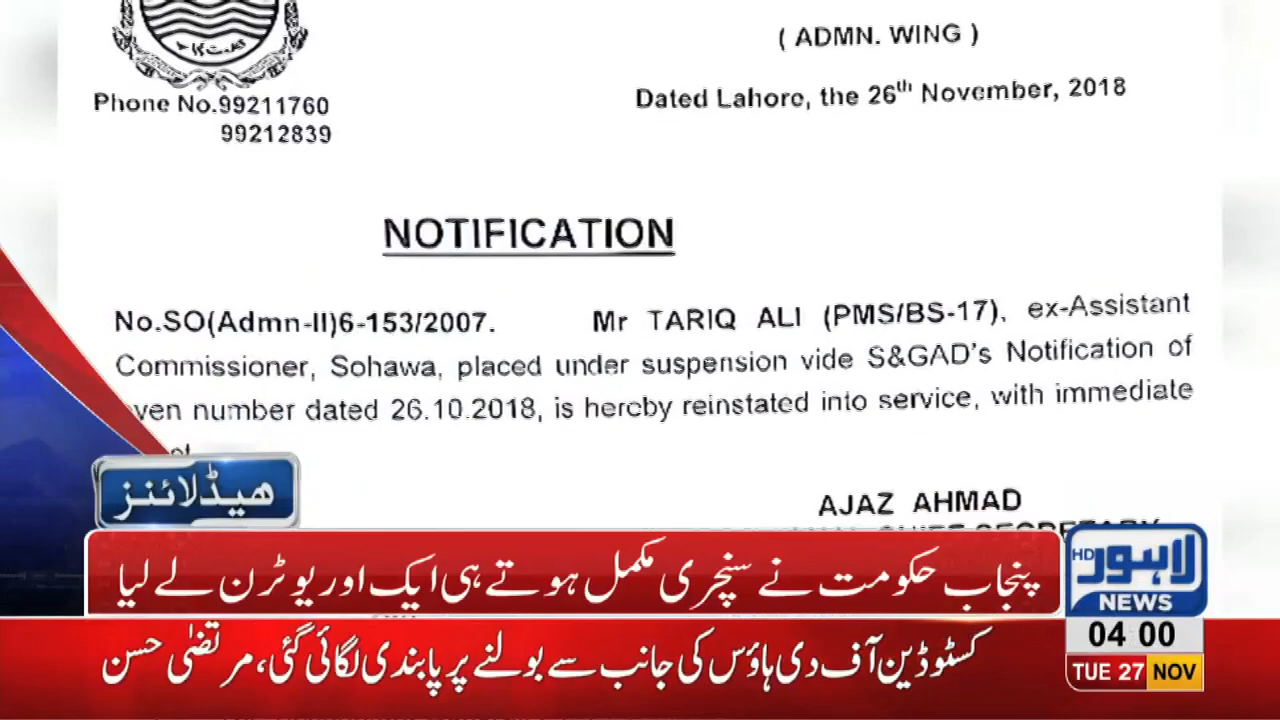 ( ADMN. WING )
Phone No.99211760
99212839
Dated Lahore, the 26th November, 2018
NOTIFICATION
No.SO(Admn-II)6-153/2007. Mr TARIQ ALI (PMS/BS-17), ex-Assistant
Commissioner, Sohawa, placed under suspension vide S&GAD's Notification of
number dated 26.10.2018, is hereby reinstated into service, with immediate
AJAZ AHMAD
CHIEF SECRETARY
ھیڈلائنز
پنجاب حکومت نے سنچری مکمل ہوتے ہی ایک اور یوٹرن لے لیا
کسٹوڈین آف دی ہاؤس کی جانب سے بولنے پر پابندی لگائی گئی، مرتضیٰ حسن
HD لاہور
NEWS
04 00
TUE 27 NOV